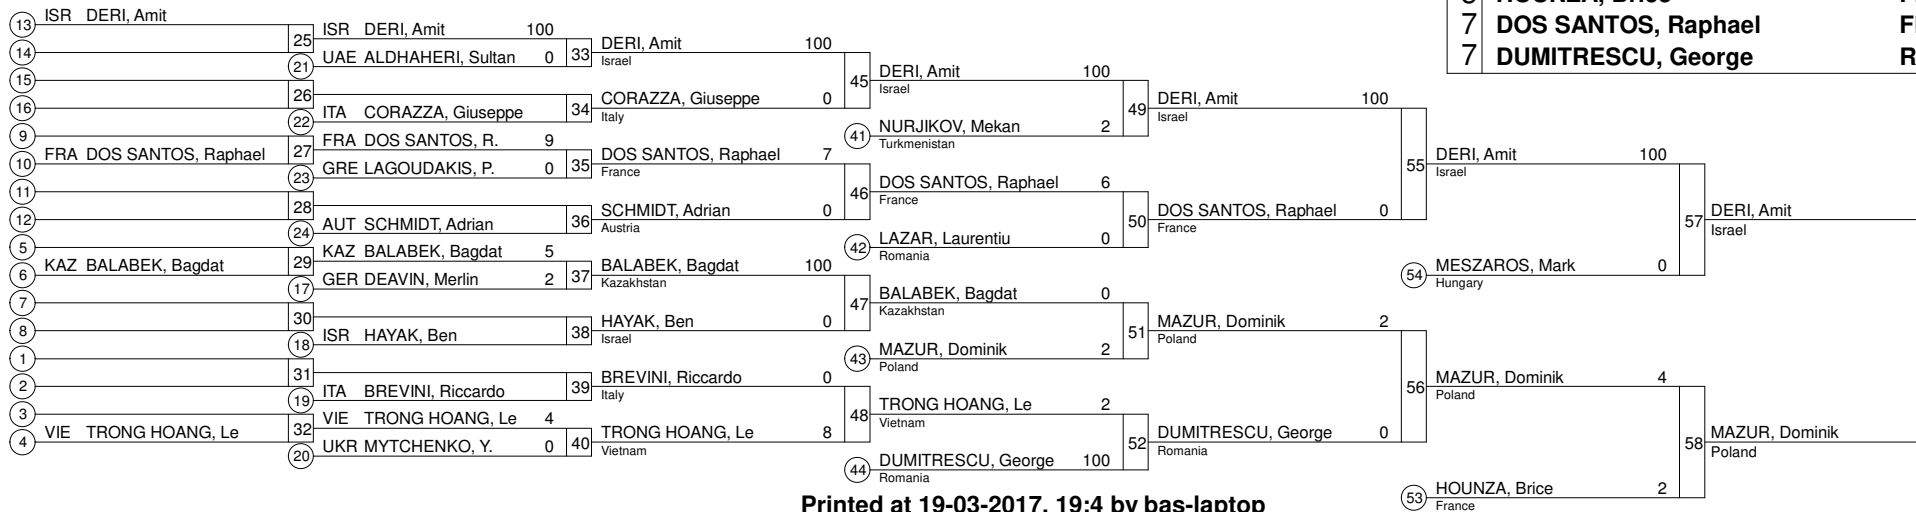 13 ISR DERI, Amit
14
15
16
9
10 FRA DOS SANTOS, Raphael
11
12
5
6 KAZ BALABEK, Bagdat
7
8
1
2
3
4 VIE TRONG HOANG, Le
25 ISR DERI, Amit 100
21 UAE ALDHAHERI, Sultan 0
26
22 ITA CORAZZA, Giuseppe
27 FRA DOS SANTOS, R. 9
23 GRE LAGOUDAKIS, P. 0
28
24 AUT SCHMIDT, Adrian
29 KAZ BALABEK, Bagdat 5
17 GER DEAVIN, Merlin 2
30
18 ISR HAYAK, Ben
31
19 ITA BREVINI, Riccardo
32 VIE TRONG HOANG, Le 4
20 UKR MYTCHENKO, Y. 0
33 DERI, Amit 100
Israel
34 CORAZZA, Giuseppe 0
Italy
35 DOS SANTOS, Raphael 7
France
36 SCHMIDT, Adrian 0
Austria
37 BALABEK, Bagdat 100
Kazakhstan
38 HAYAK, Ben 0
Israel
39 BREVINI, Riccardo 0
Italy
40 TRONG HOANG, Le 8
Vietnam
45 DERI, Amit 100
Israel
41 NURJIKOV, Mekan 2
Turkmenistan
46 DOS SANTOS, Raphael 6
France
42 LAZAR, Laurentiu 0
Romania
47 BALABEK, Bagdat 0
Kazakhstan
43 MAZUR, Dominik 2
Poland
48 TRONG HOANG, Le 2
Vietnam
44 DUMITRESCU, George 100
Romania
49 DERI, Amit 100
Israel
50 DOS SANTOS, Raphael 0
France
51 MAZUR, Dominik 2
Poland
52 DUMITRESCU, George 0
Romania
55 DERI, Amit 100
Israel
54 MESZAROS, Mark 0
Hungary
56 MAZUR, Dominik 4
Poland
53 HOUNZA, Brice 2
France
57 DERI, Amit
Israel
58 MAZUR, Dominik
Poland
HOUNZA, Brice
7 DOS SANTOS, Raphael F
7 DUMITRESCU, George R
Printed at 19-03-2017, 19:4 by bas-laptop